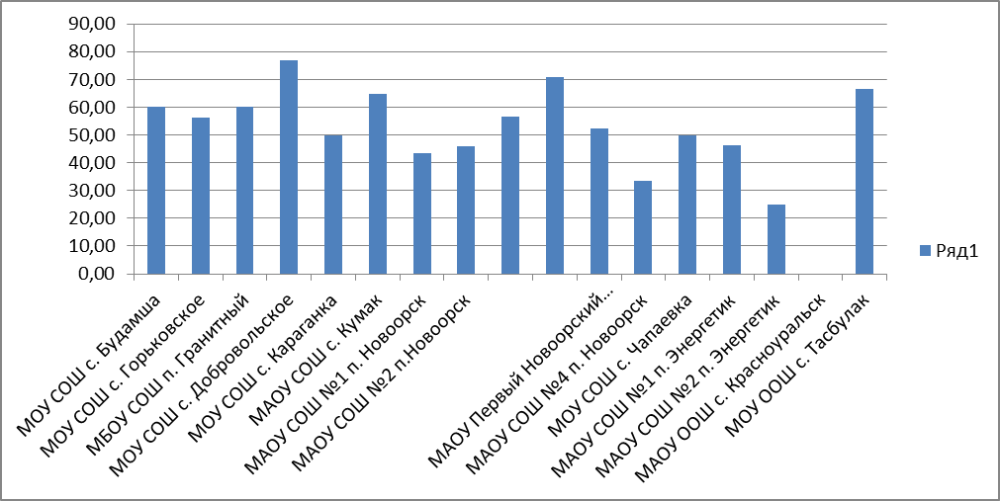 90,00
80,00
70,00
60,00
50,00
40,00
30,00
20,00
10,00
0,00
МОУ СОШ с. Будамша
МОУ СОШ с. Горьковское
МБОУ СОШ п. Гранитный
МОУ СОШ с. Добровольское
МОУ СОШ с. Караганка
МАОУ СОШ с. Кумак
МАОУ СОШ №1 п. Новоорск
МАОУ СОШ №2 п.Новоорск
МАОУ Первый Новоорский...
МАОУ СОШ №4 п. Новоорск
МОУ СОШ с. Чапаевка
МАОУ СОШ №1 п. Энергетик
МАОУ СОШ №2 п. Энергетик
МАОУ ООШ с. Красноуральск
МОУ ООШ с. Тасбулак
Ряд1